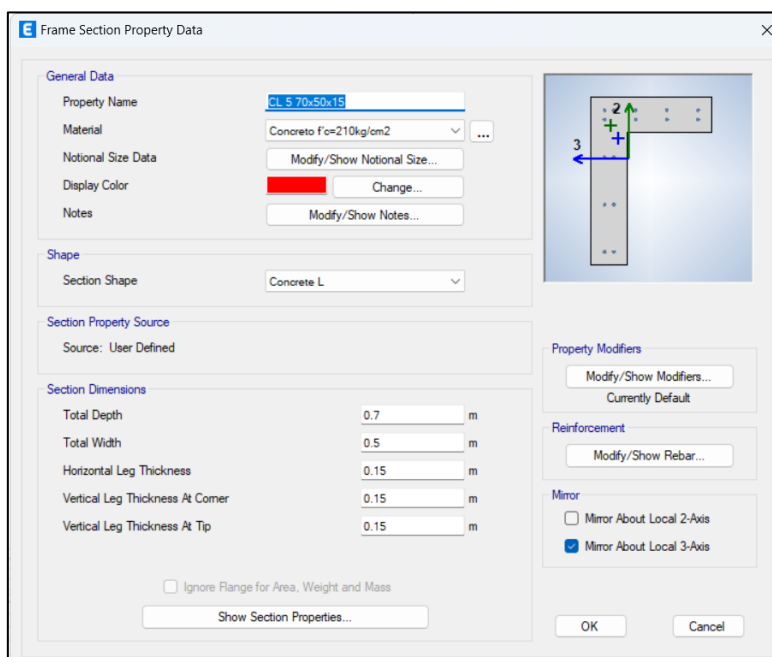 E Frame Section Property Data
General Data
Property Name CL 5 70x50x15
Material Concreto f'c=210kg/cm2 ...
Notional Size Data Modify/Show Notional Size...
Display Color Change...
Notes Modify/Show Notes...
2
3
Shape
Section Shape Concrete L
Section Property Source
Source: User Defined
Property Modifiers
Modify/Show Modifiers...
Currently Default
Section Dimensions
Total Depth 0.7 m
Total Width 0.5 m
Horizontal Leg Thickness 0.15 m
Vertical Leg Thickness At Corner 0.15 m
Vertical Leg Thickness At Tip 0.15 m
Reinforcement
Modify/Show Rebar...
Mirror
Mirror About Local 2-Axis
Mirror About Local 3-Axis
Ignore Flange for Area, Weight and Mass
Show Section Properties...
OK Cancel